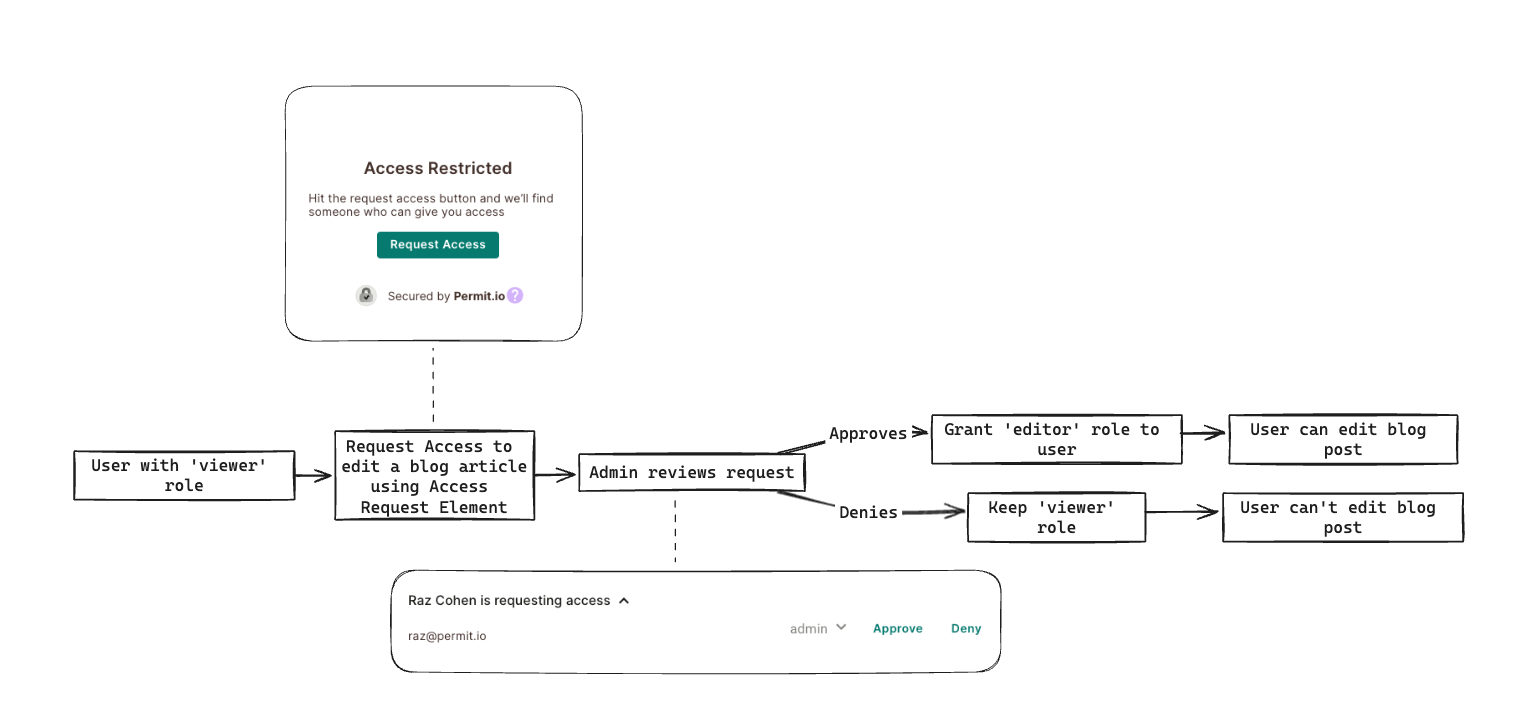 Access Restricted
Hit the request access button and we'll find
someone who can give you access
Request Access
Secured by Permit.io ?
User with 'viewer'
role
Request Access to
edit a blog article
using Access
Request Element
Admin reviews request
Approves
Grant 'editor' role to
user
User can edit blog
post
Denies
Keep 'viewer'
role
User can't edit blog
post
Raz Cohen is requesting access
raz@permit.io
admin
Approve
Deny